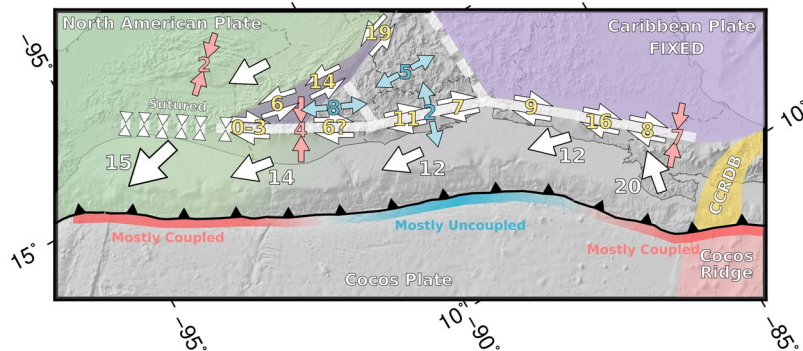 North American Plate
Caribbean Plate
FIXED
19
2
14
5
6
8
2
Sutured
0-3
4
6?
11
7
9
16
8
7
15
14
12
12
20
CCRDB
Mostly Coupled
Mostly Uncoupled
Mostly Coupled
Cocos Plate
Cocos
Ridge
-95°
10°
15°
-95°
10°
-90°
-85°